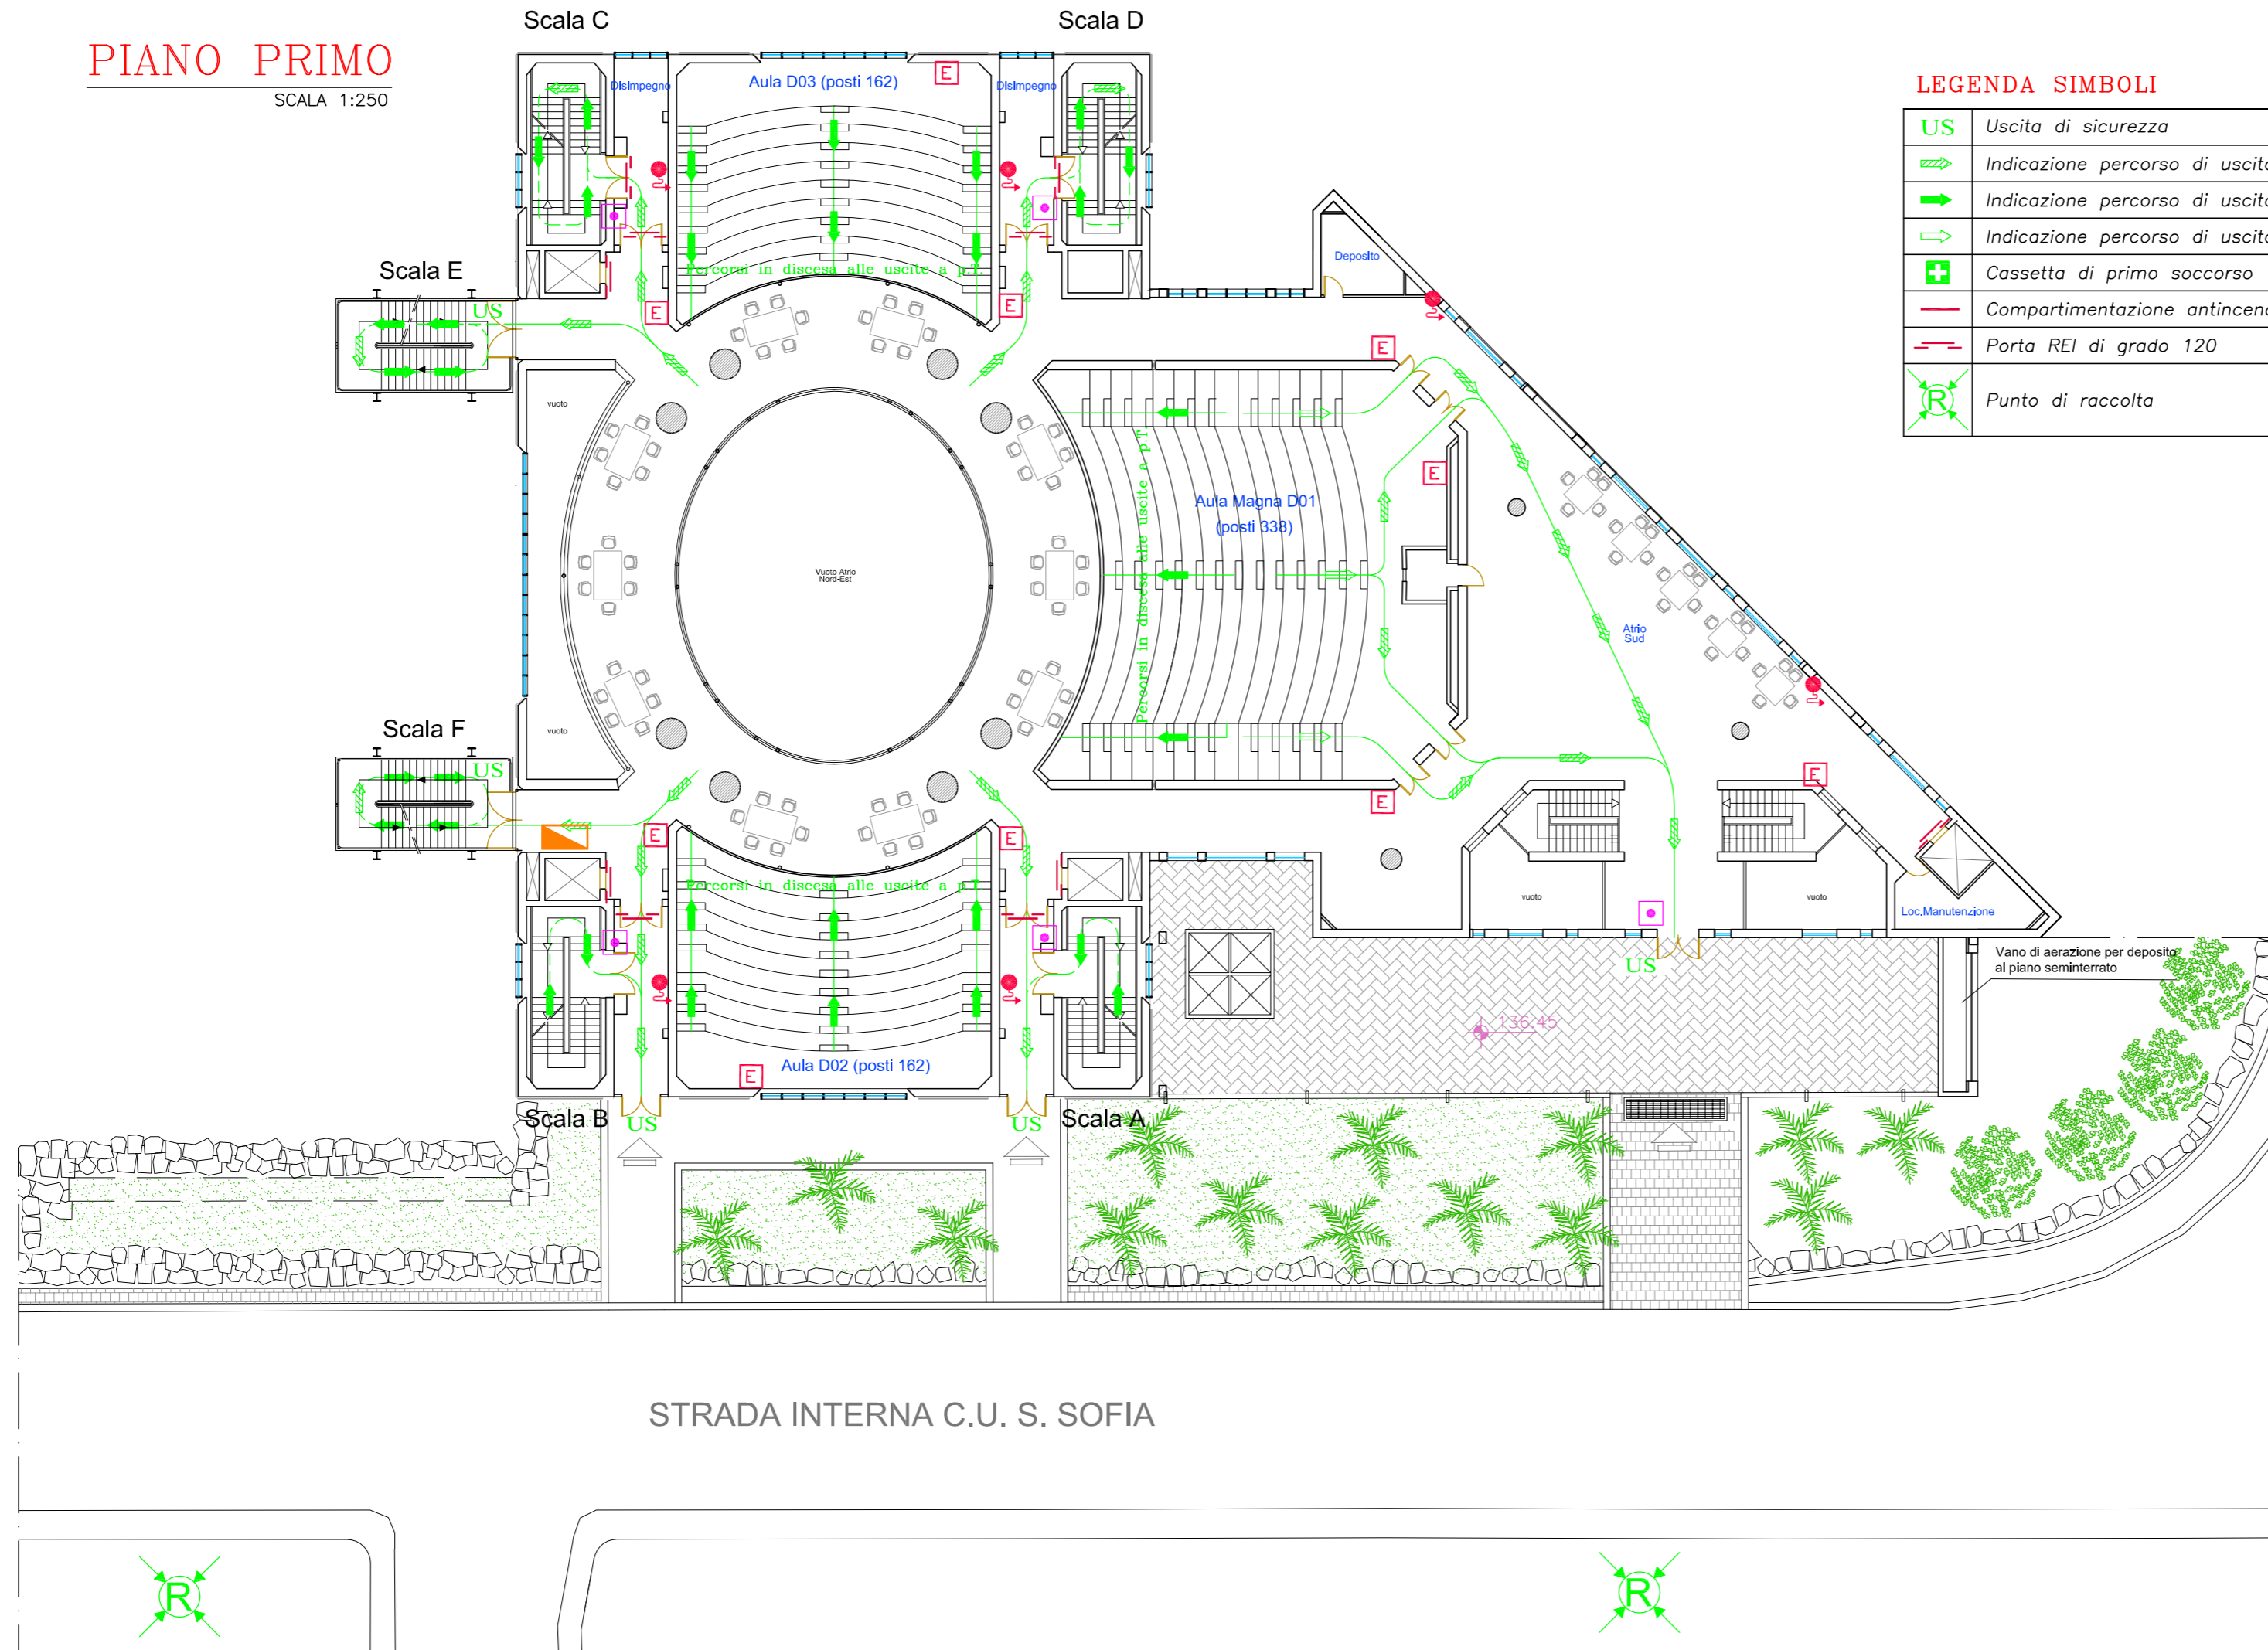 Scala C
Scala D
PIANO PRIMO
SCALA 1:250
Disimpegno
Aula D03 (posti 162)
E
Disimpegno
LEGENDA SIMBOLI
US
Uscita di sicurezza
Indicazione percorso di uscita
Indicazione percorso di uscita
Indicazione percorso di uscita
Cassetta di primo soccorso
Compartimentazione antincend
Porta REI di grado 120
R
Punto di raccolta
Deposito
Percorsi in discesa alle uscite a p.T.
Scala E
US
E
E
E
vuoto
E
Aula Magna D01
(posti 338)
Percorsi in discesa alle uscite a p.T
Vuoto Atrio
Nord-Est
Atrio
Sud
Scala F
vuoto
US
E
E
E
E
Percorsi in discesa alle uscite a p.T.
vuoto
vuoto
Loc.Manutenzione
US
Vano di aerazione per deposito
al piano seminterrato
136.45
Aula D02 (posti 162)
E
Scala B
US
US
Scala A
STRADA INTERNA C.U. S. SOFIA
R
R